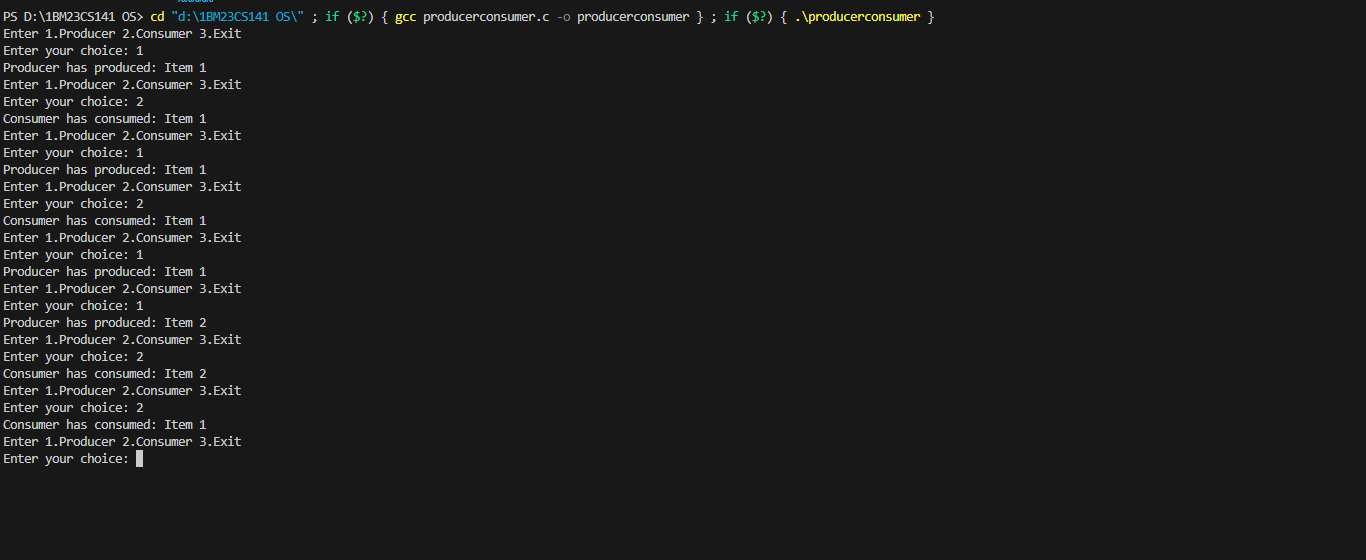 PS D:\1BM23CS141 OS> cd "d:\1BM23CS141 OS\" ; if ($?) { gcc producerconsumer.c -o producerconsumer } ; if ($?) { .\producerconsumer }
Enter 1.Producer 2.Consumer 3.Exit
Enter your choice: 1
Producer has produced: Item 1
Enter 1.Producer 2.Consumer 3.Exit
Enter your choice: 2
Consumer has consumed: Item 1
Enter 1.Producer 2.Consumer 3.Exit
Enter your choice: 1
Producer has produced: Item 1
Enter 1.Producer 2.Consumer 3.Exit
Enter your choice: 2
Consumer has consumed: Item 1
Enter 1.Producer 2.Consumer 3.Exit
Enter your choice: 1
Producer has produced: Item 1
Enter 1.Producer 2.Consumer 3.Exit
Enter your choice: 1
Producer has produced: Item 2
Enter 1.Producer 2.Consumer 3.Exit
Enter your choice: 2
Consumer has consumed: Item 2
Enter 1.Producer 2.Consumer 3.Exit
Enter your choice: 2
Consumer has consumed: Item 1
Enter 1.Producer 2.Consumer 3.Exit
Enter your choice: